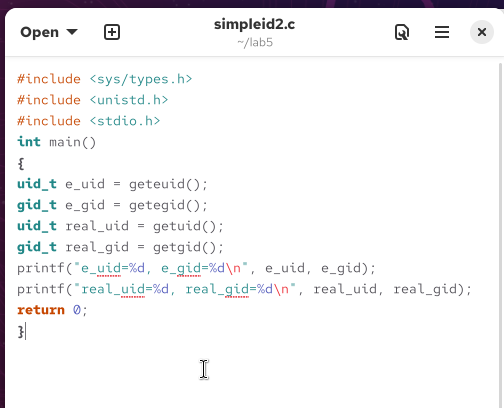 Open
simpleid2.c
~/lab5
#include <sys/types.h>
#include <unistd.h>
#include <stdio.h>
int main()
{
uid_t e_uid = geteuid();
gid_t e_gid = getegid();
uid_t real_uid = getuid();
gid_t real_gid = getgid();
printf("e_uid=%d, e_gid=%d\n", e_uid, e_gid);
printf("real_uid=%d, real_gid=%d\n", real_uid, real_gid);
return 0;
}